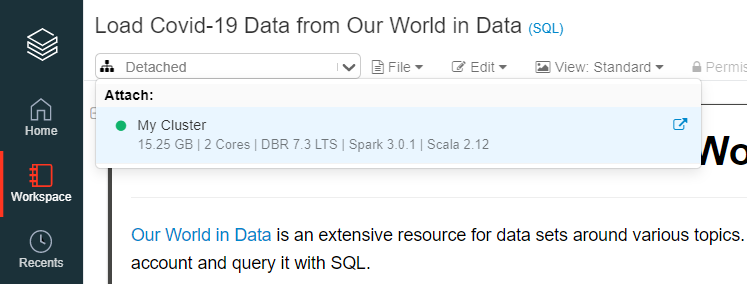 Load Covid-19 Data from Our World in Data (SQL)
Detached File Edit View: Standard Permis
Attach:
My Cluster
15.25 GB | 2 Cores | DBR 7.3 LTS | Spark 3.0.1 | Scala 2.12
Home
Wo
Workspace
Our World in Data is an extensive resource for data sets around various topics.
account and query it with SQL.
Recents